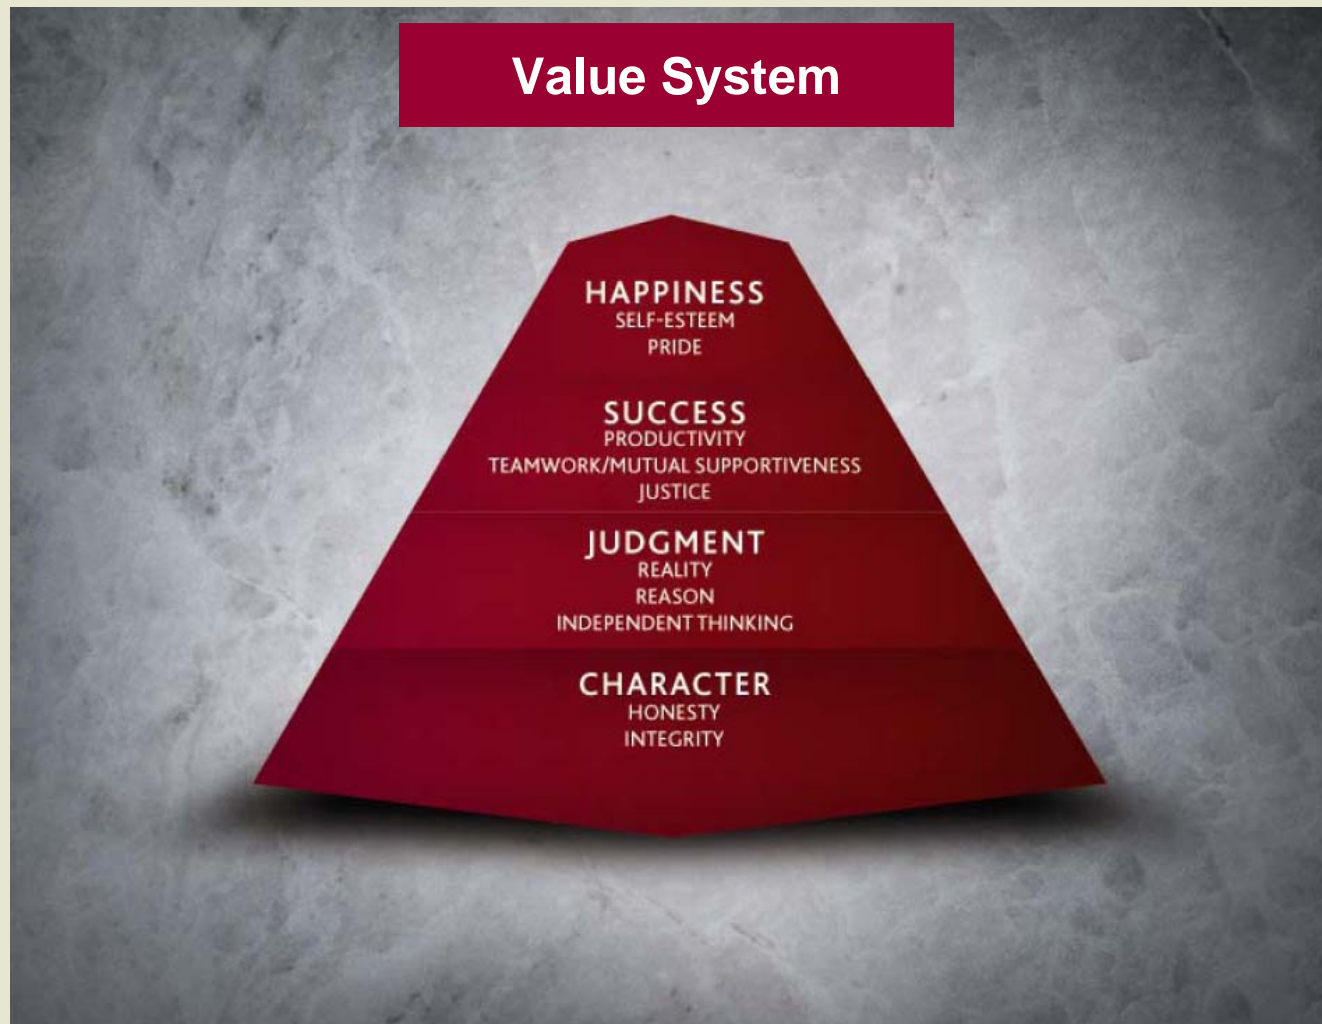 Value System
HAPPINESS
SELF-ESTEEM
PRIDE
SUCCESS
PRODUCTIVITY
TEAMWORK/MUTUAL SUPPORTIVENESS
JUSTICE
JUDGMENT
REALITY
REASON
INDEPENDENT THINKING
CHARACTER
HONESTY
INTEGRITY